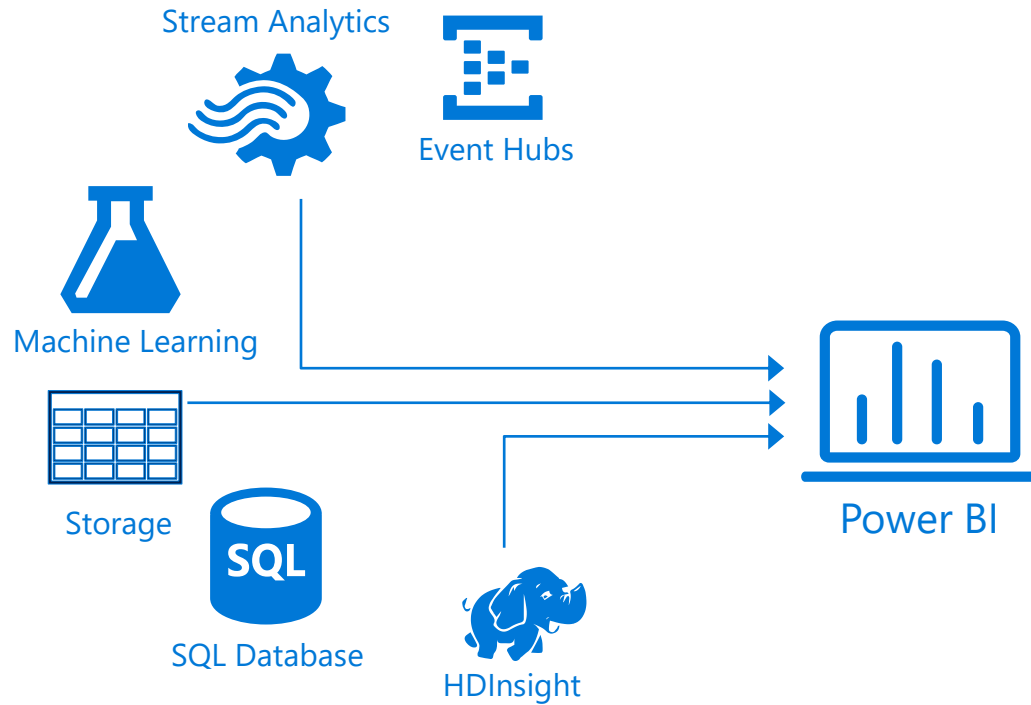 Stream Analytics
Event Hubs
Machine Learning
Storage
SQL
SQL Database
HDInsight
Power BI